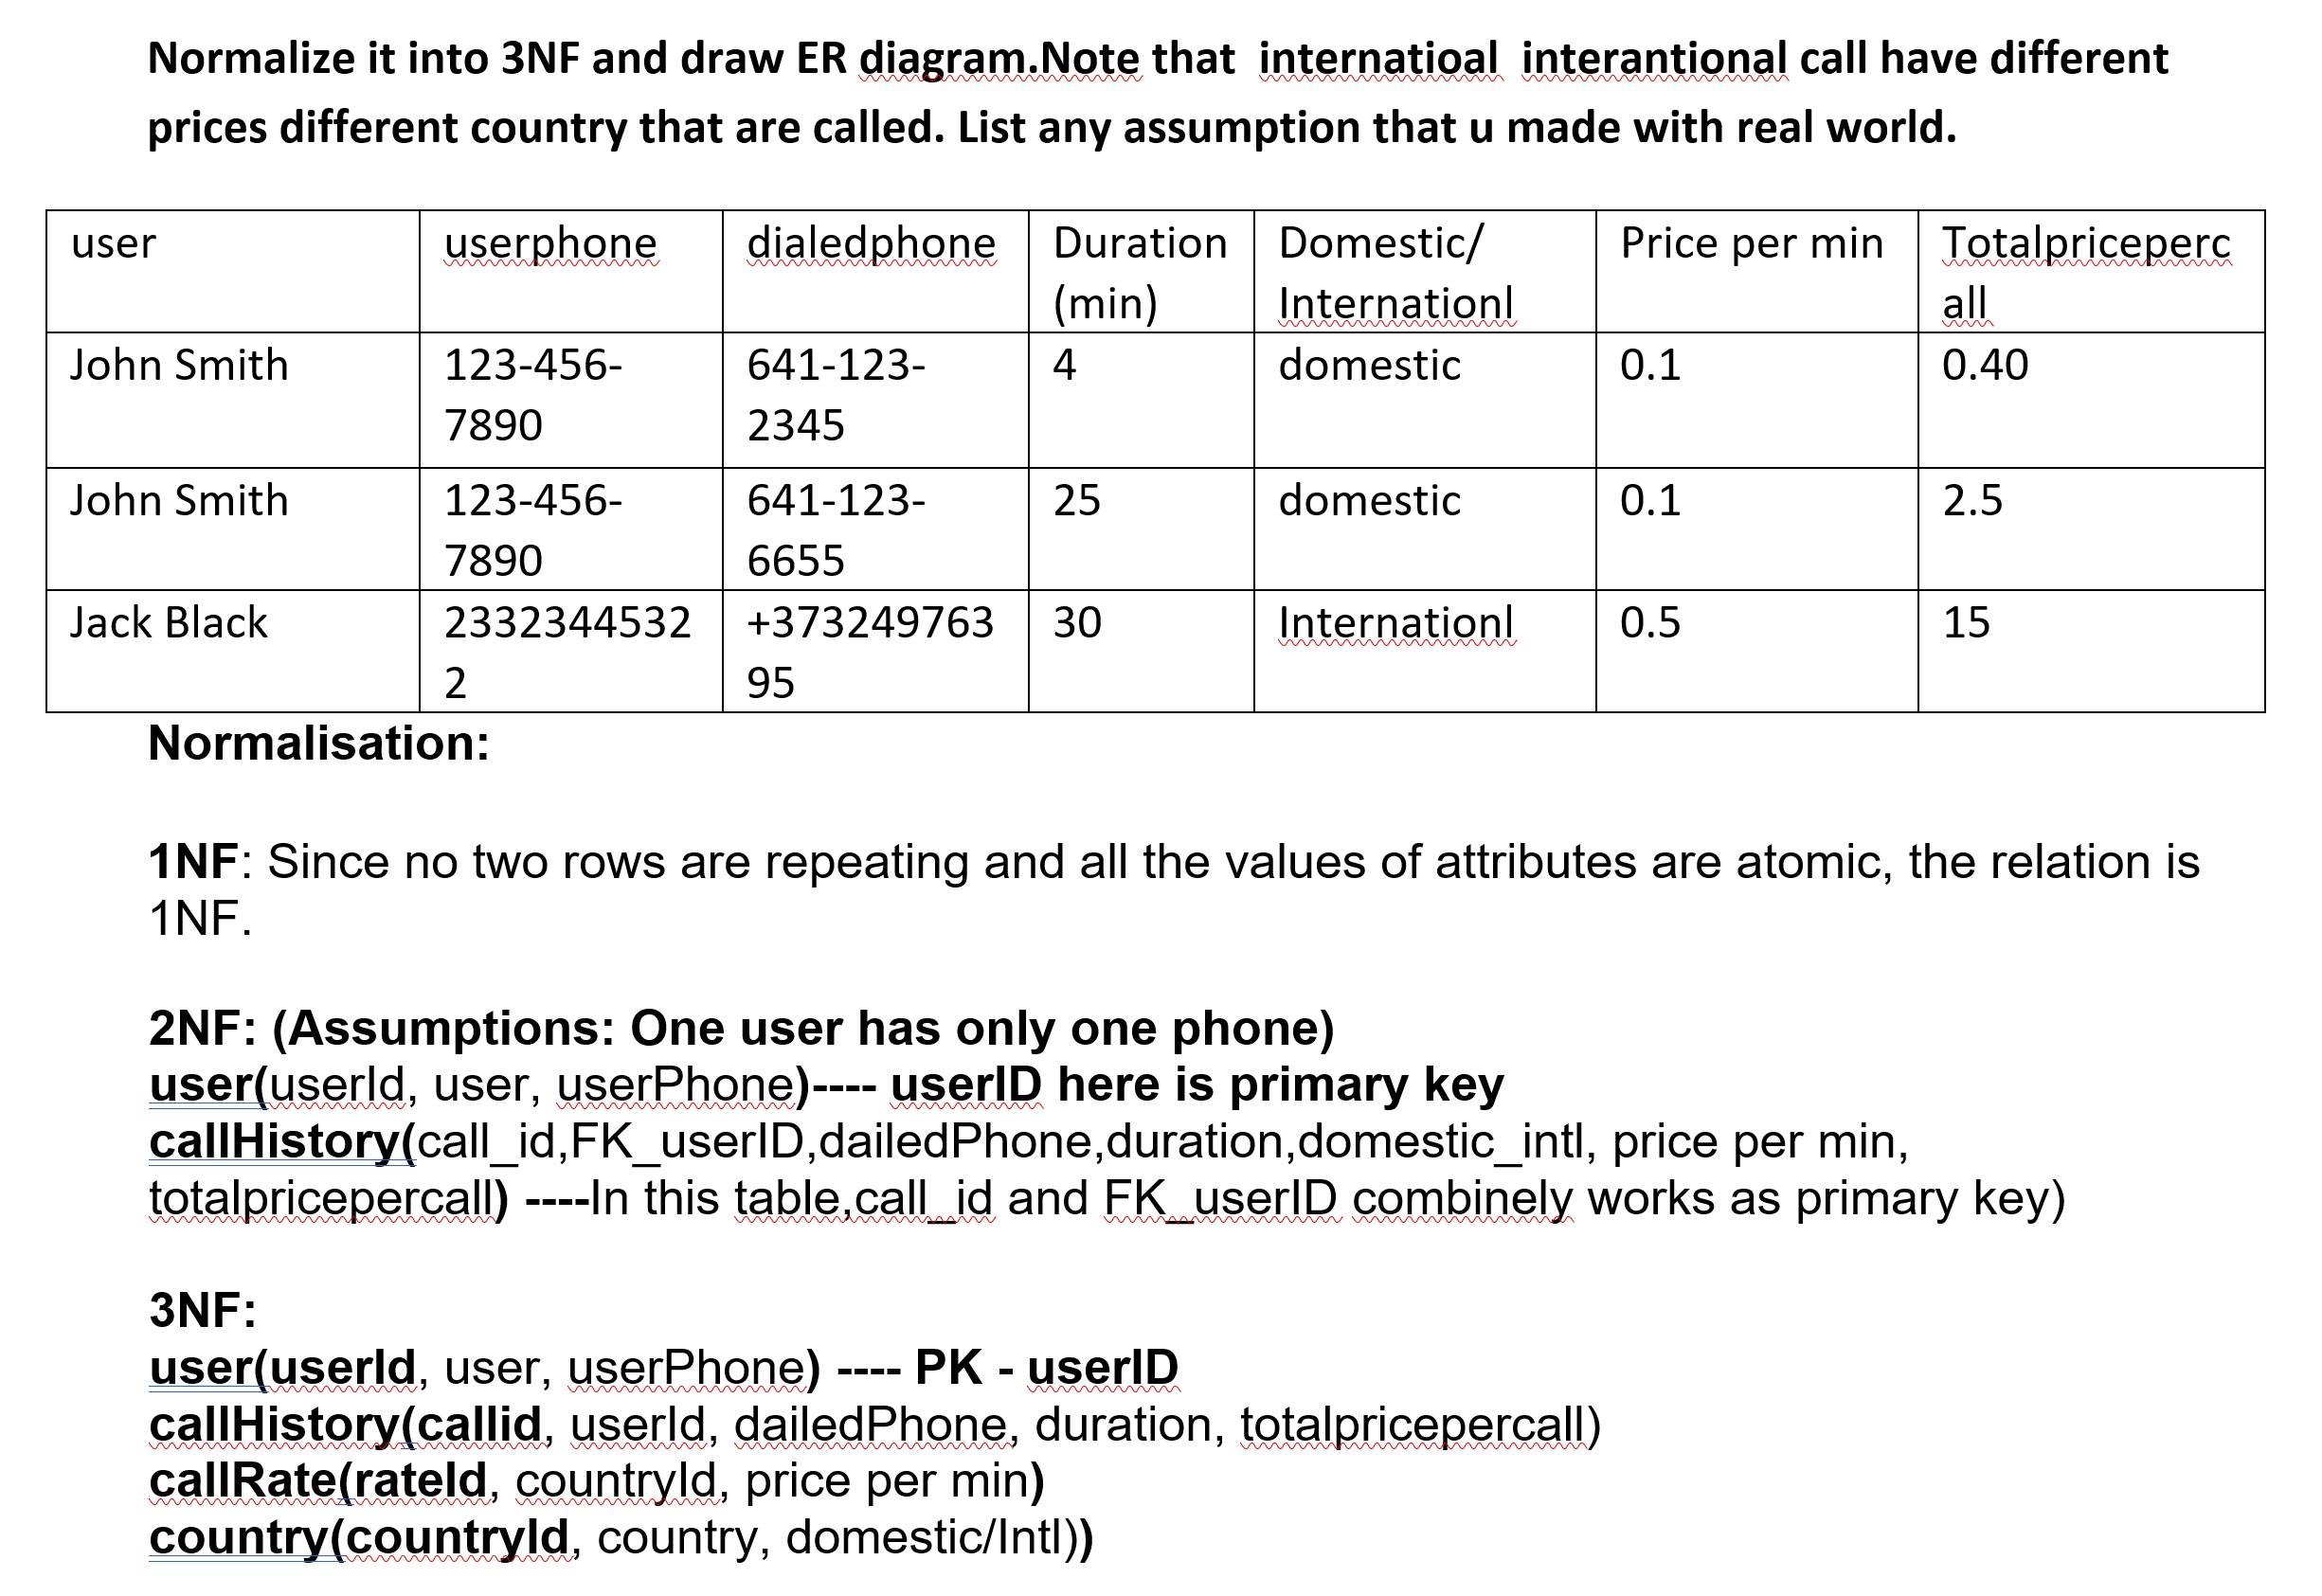 Normalize it into 3NF and draw ER diagram.Note that  internatioal  interantional call have different
prices different country that are called. List any assumption that u made with real world.
user userphone dialedphone Duration Domestic/ Price per min Totalpriceperc
(min) Internationl all
John Smith 123-456- 641-123- 4 domestic 0.1 0.40
7890 2345
John Smith 123-456- 641-123- 25 domestic 0.1 2.5
7890 6655
Jack Black 2332344532 +373249763 30 Internationl 0.5 15
2 95
Normalisation:
1NF: Since no two rows are repeating and all the values of attributes are atomic, the relation is
1NF.
2NF: (Assumptions: One user has only one phone)
user(userId, user, userPhone)---- userID here is primary key
callHistory(call_id,FK_userID,dailedPhone,duration,domestic_intl, price per min,
totalpricepercall) ----In this table,call_id and FK_userID combinely works as primary key)
3NF:
user(userId, user, userPhone) ---- PK - userID
callHistory(callid, userId, dailedPhone, duration, totalpricepercall)
callRate(rateId, countryId, price per min)
country(countryId, country, domestic/Intl))